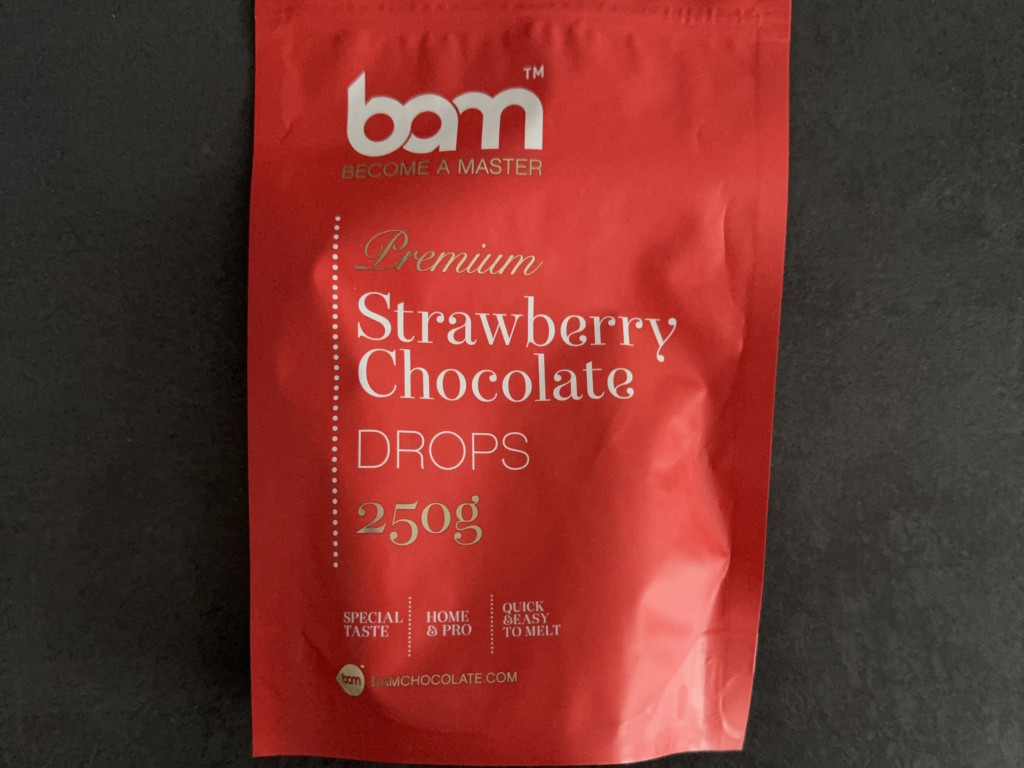 bam™
BECOME A MASTER
Premium
Strawberry
Chocolate
DROPS
250g
SPECIAL
TASTE
HOME
& PRO
QUICK
&EASY
TO MELT
bam
BAMCHOCOLATE.COM